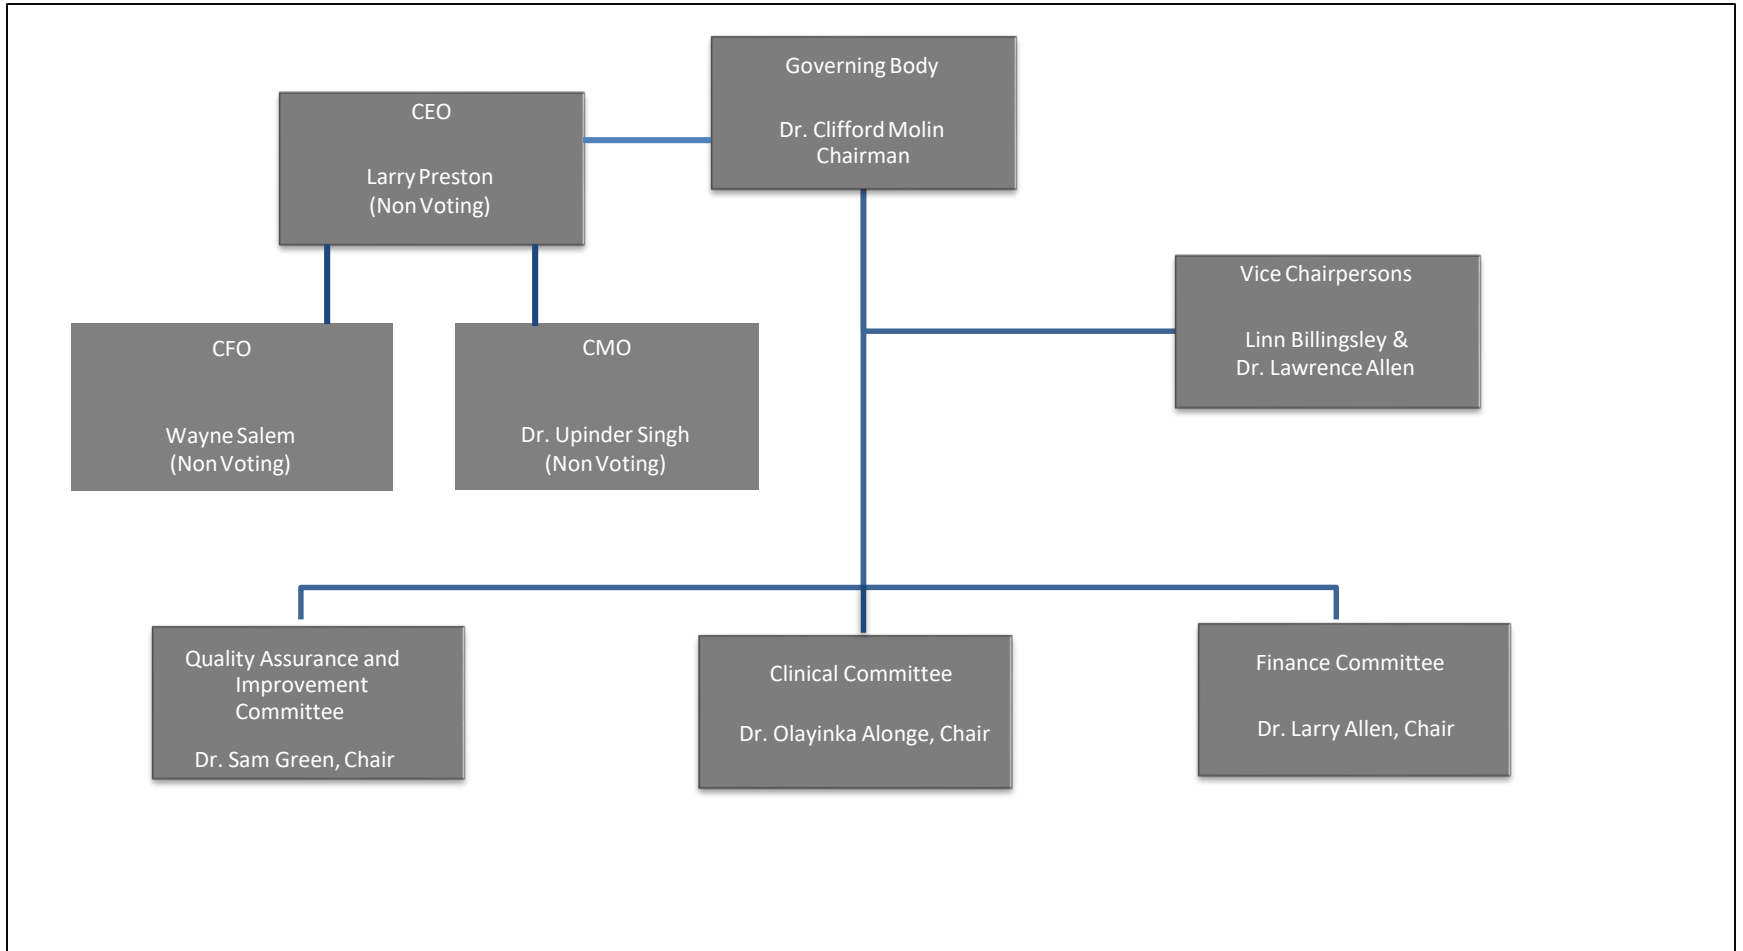 Governing Body
Dr. Clifford Molin
Chairman
CEO
Larry Preston
(Non Voting)
Vice Chairpersons
Linn Billingsley &
Dr. Lawrence Allen
CFO
Wayne Salem
(Non Voting)
CMO
Dr. Upinder Singh
(Non Voting)
Quality Assurance and
Improvement
Committee
Dr. Sam Green, Chair
Clinical Committee
Dr. Olayinka Alonge, Chair
Finance Committee
Dr. Larry Allen, Chair